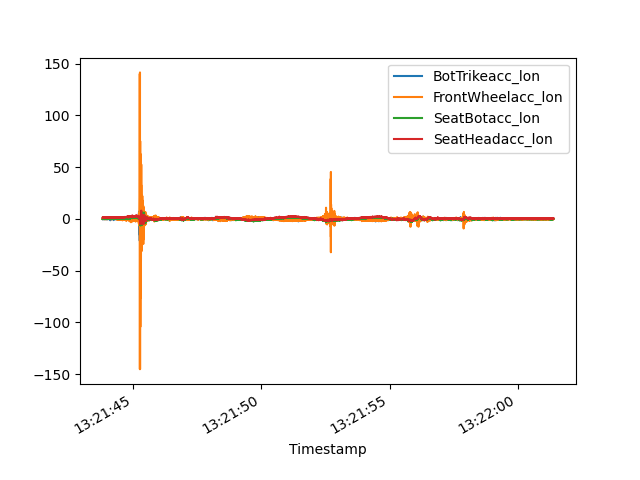 150
100
50
0
−50
−100
−150
BotTrikeacc_lon
FrontWheelacc_lon
SeatBotacc_lon
SeatHeadacc_lon
13:21:45
13:21:50
13:21:55
13:22:00
Timestamp